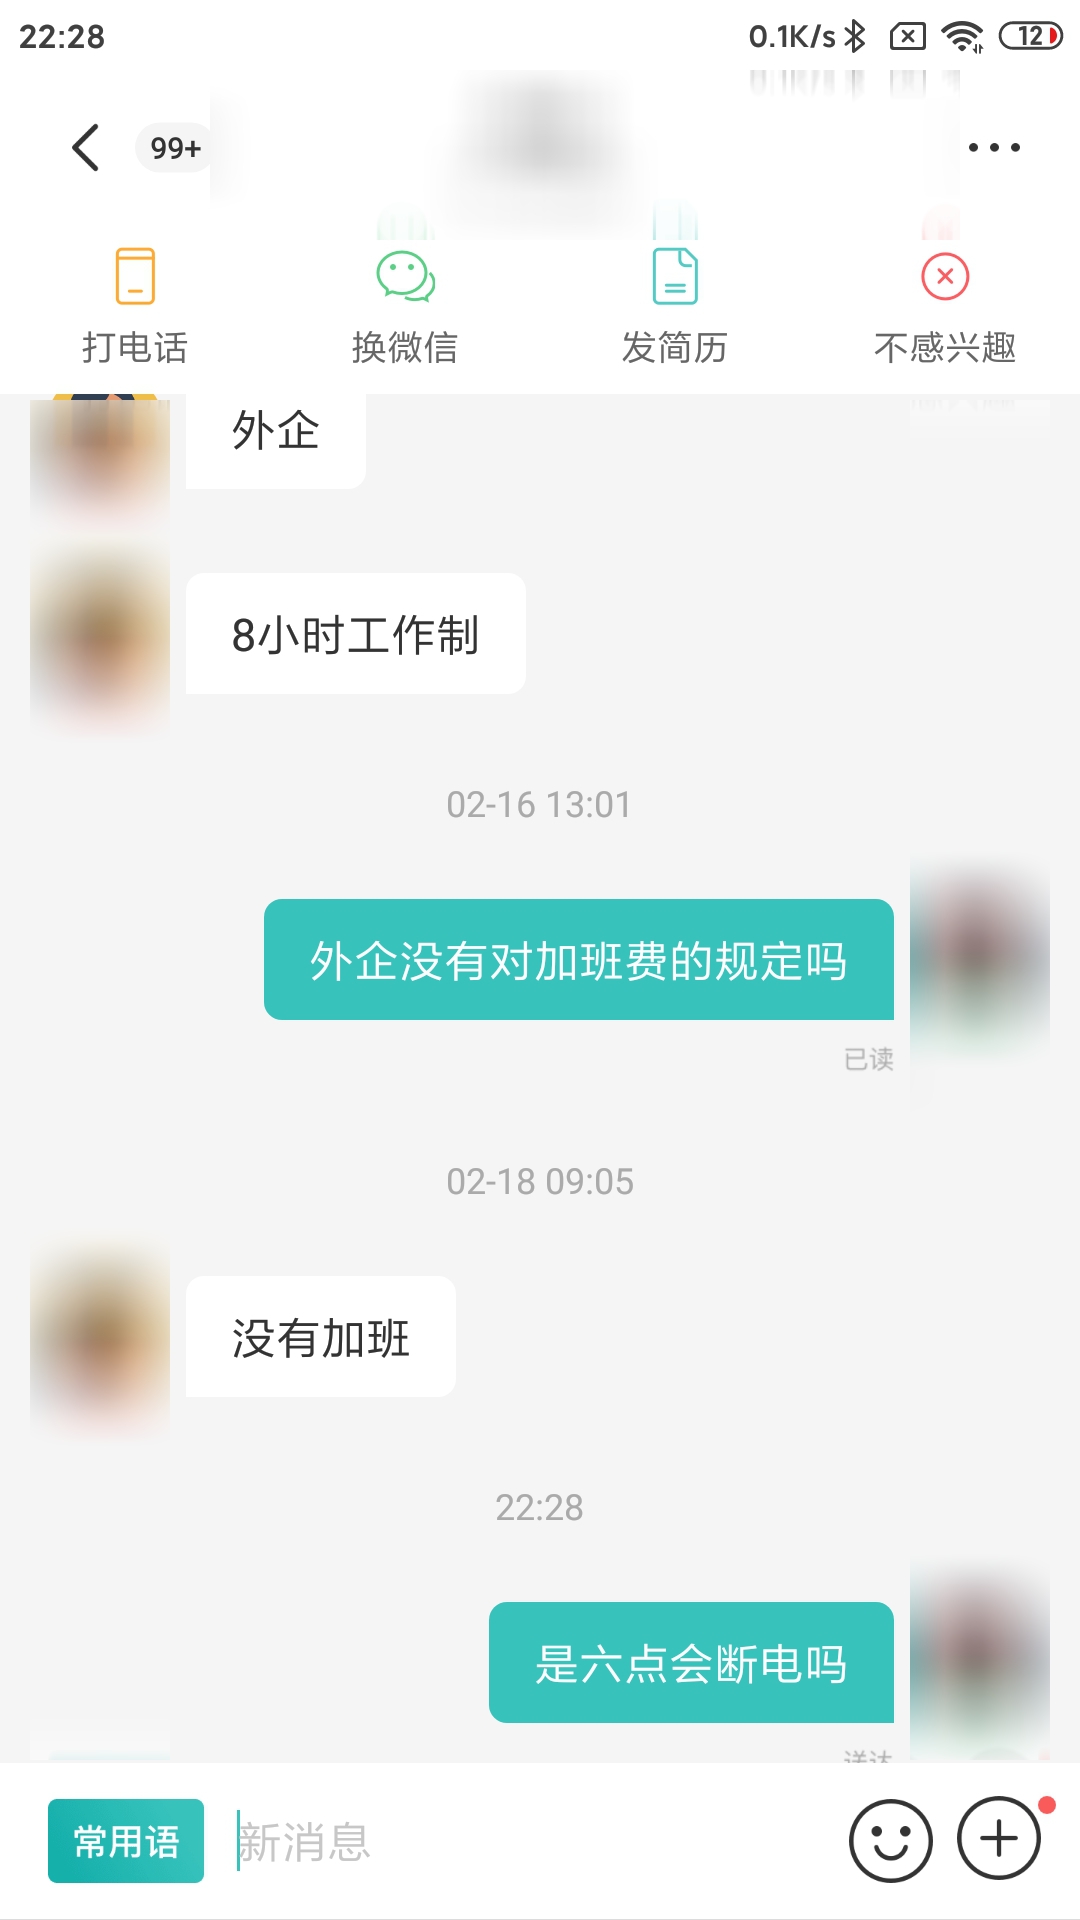 22:28
0.1K/s
12
99+
打电话
换微信
发简历
不感兴趣
外企
8小时工作制
02-16 13:01
外企没有对加班费的规定吗
已读
02-18 09:05
没有加班
22:28
是六点会断电吗
送达
常用语
新消息